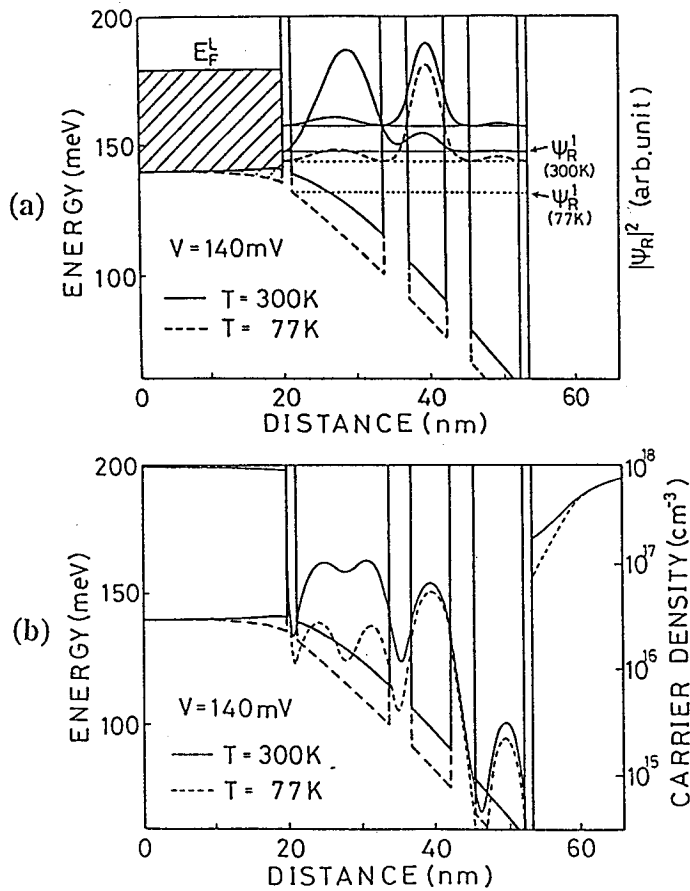 (a)
ENERGY (meV)
200
150
100
E_F^L
V = 140mV
T = 300K
T = 77K
Ψ_R^1
(300K)
Ψ_R^1
(77K)
|Ψ_R|^2 (arb.unit)
0 20 40 60
DISTANCE (nm)
(b)
ENERGY (meV)
200
150
100
V = 140mV
T = 300K
T = 77K
10^18
10^17
10^16
10^15
CARRIER DENSITY (cm^-3)
0 20 40 60
DISTANCE (nm)